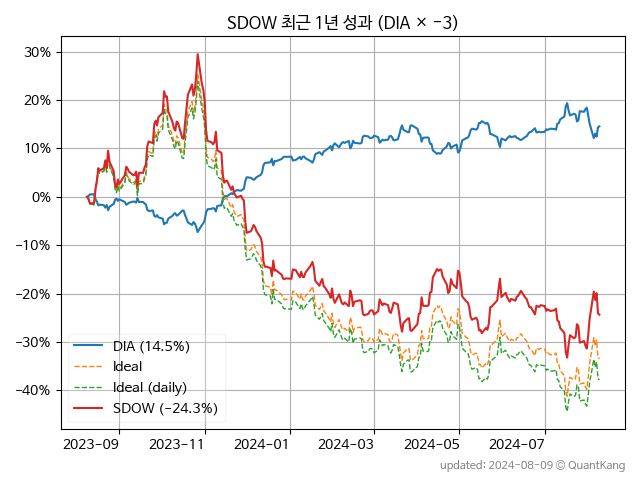 SDOW 최근 1년 성과 (DIA × −3)
30%
20%
10%
0%
−10%
−20%
−30%
−40%
DIA (14.5%)
Ideal
Ideal (daily)
SDOW (−24.3%)
2023-09
2023-11
2024-01
2024-03
2024-05
2024-07
updated: 2024-08-09 © QuantKang